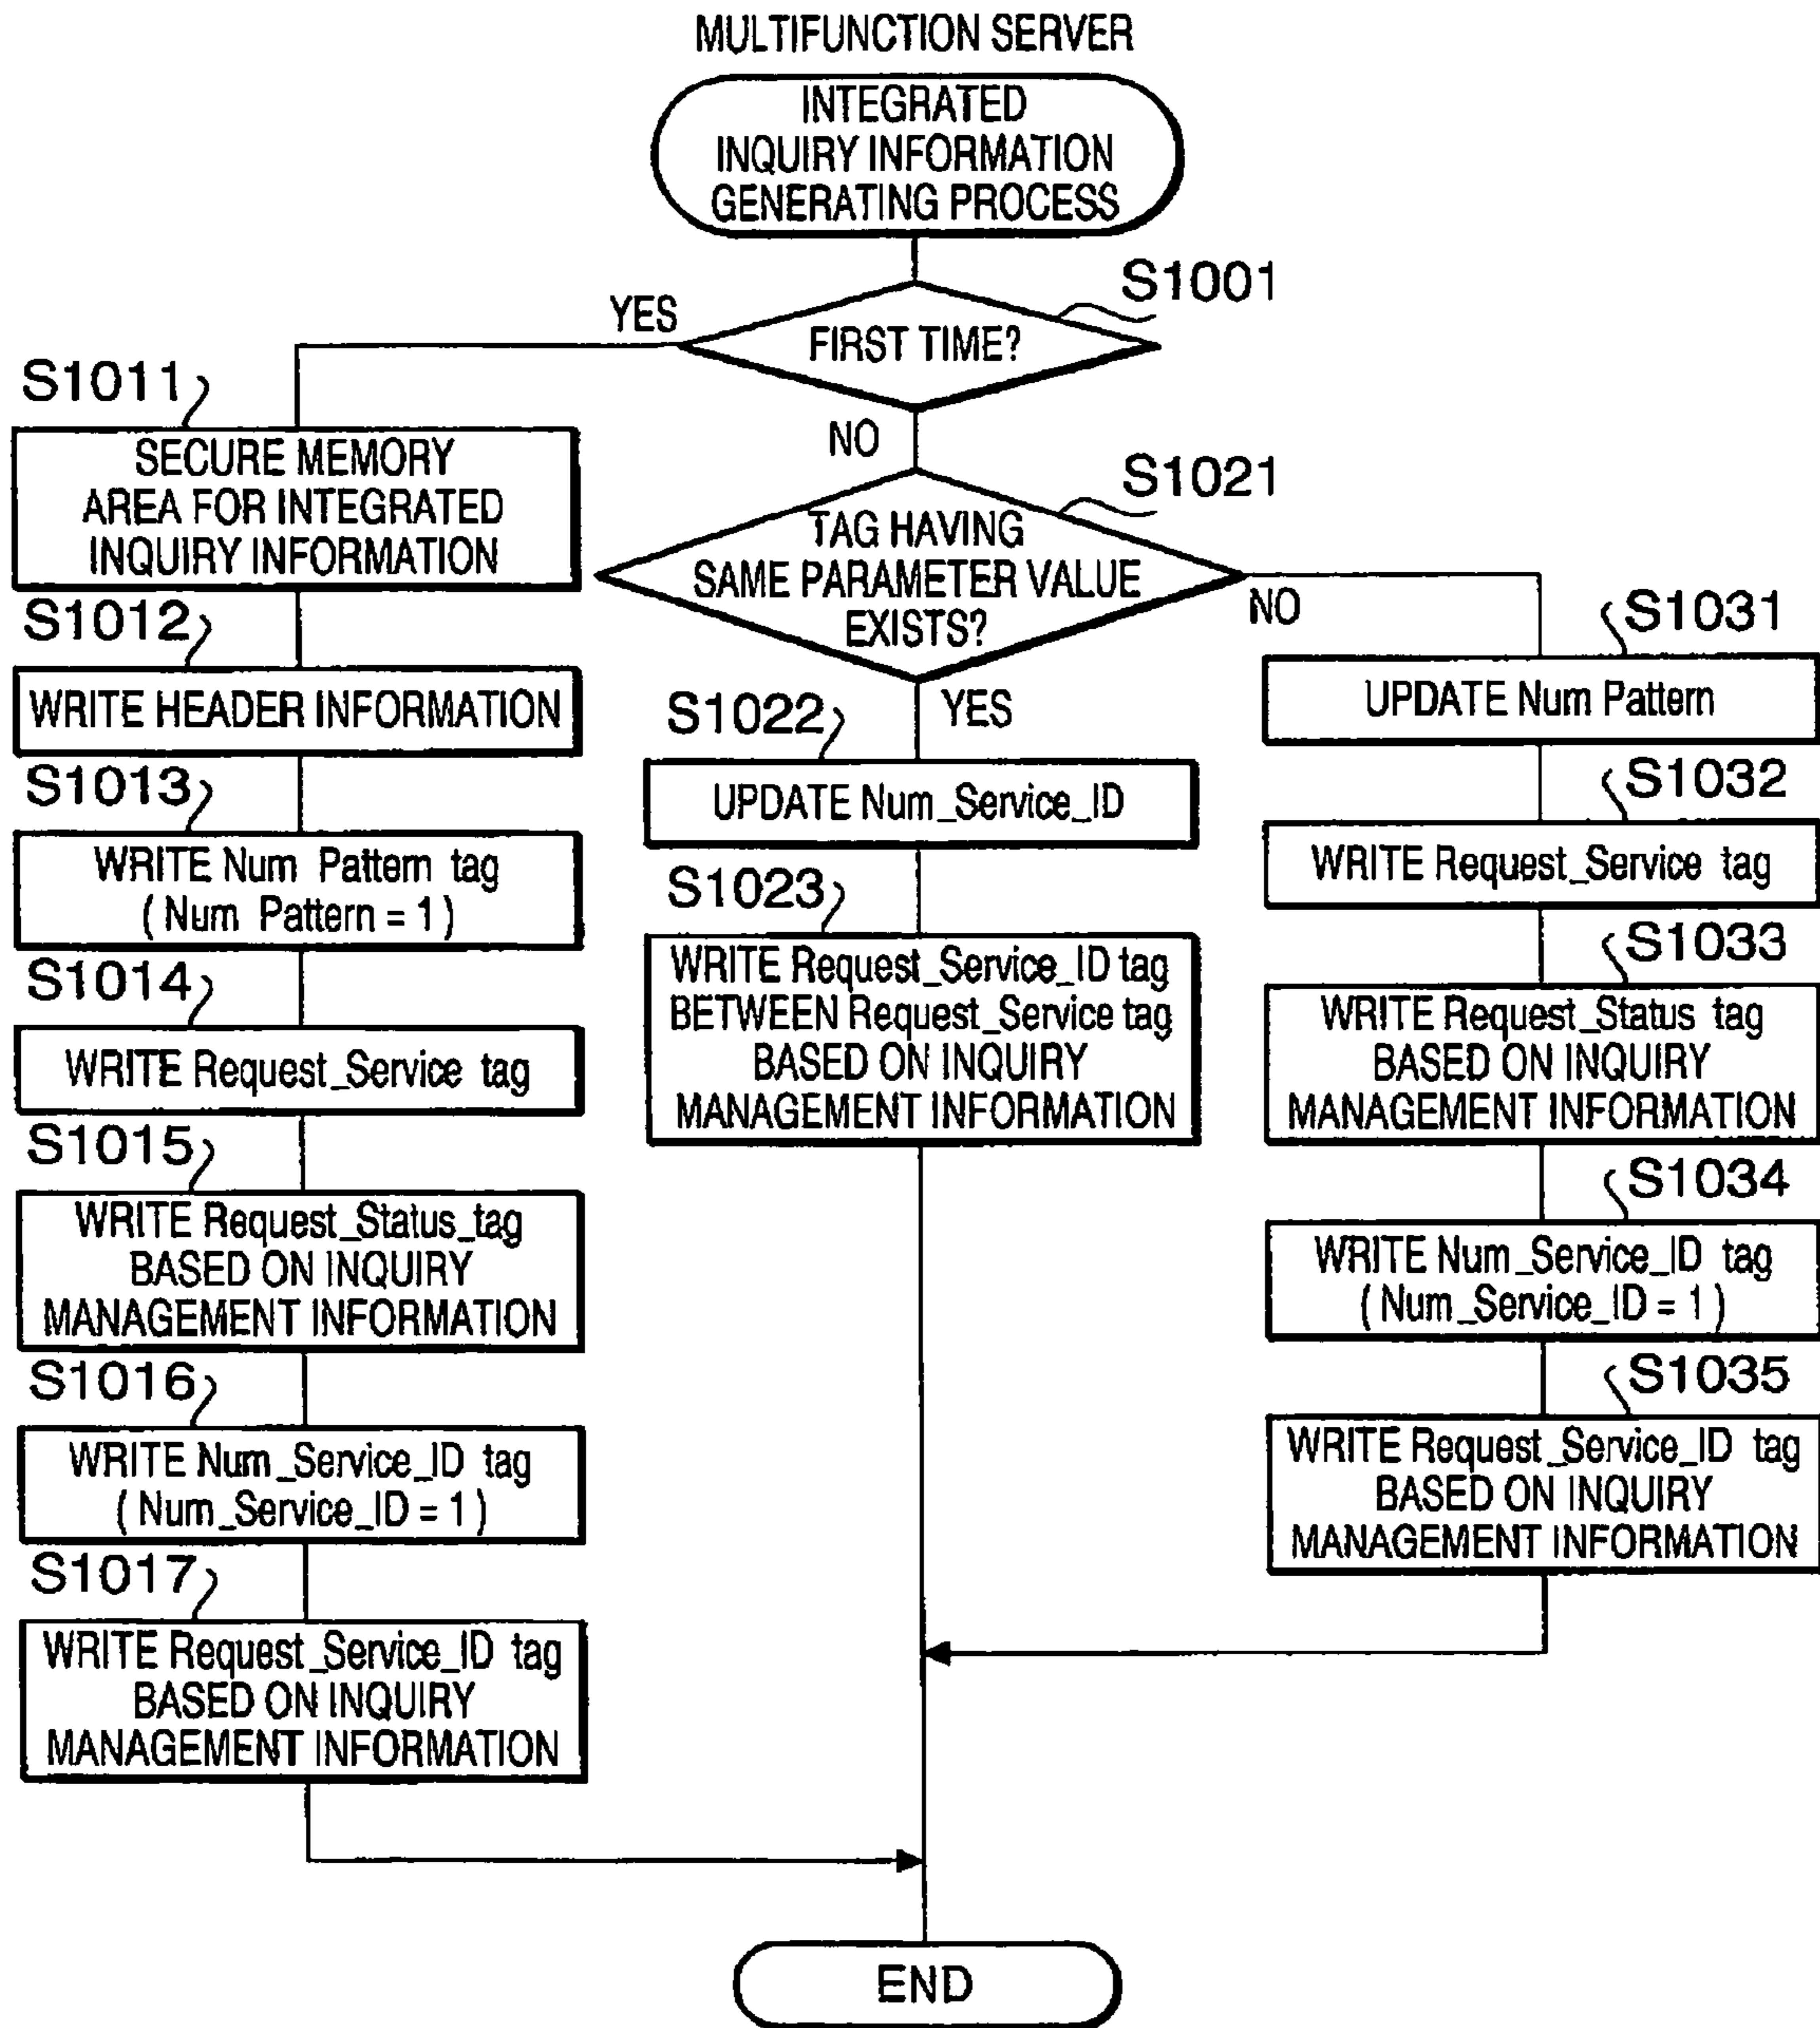 MULTIFUNCTION SERVER
INTEGRATED
INQUIRY INFORMATION
GENERATING PROCESS
S1001
FIRST TIME?
YES
NO
S1011
SECURE MEMORY
AREA FOR INTEGRATED
INQUIRY INFORMATION
S1012
WRITE HEADER INFORMATION
S1013
WRITE Num Pattern tag
( Num Pattern = 1 )
S1014
WRITE Request_Service tag
S1015
WRITE Request_Status_tag
BASED ON INQUIRY
MANAGEMENT INFORMATION
S1016
WRITE Num_Service_ID tag
( Num_Service_ID = 1 )
S1017
WRITE Request_Service_ID tag
BASED ON INQUIRY
MANAGEMENT INFORMATION
S1021
TAG HAVING
SAME PARAMETER VALUE
EXISTS?
YES
NO
S1022
UPDATE Num_Service_ID
S1023
WRITE Request_Service_ID tag
BETWEEN Request_Service tag
BASED ON INQUIRY
MANAGEMENT INFORMATION
S1031
UPDATE Num Pattern
S1032
WRITE Request_Service tag
S1033
WRITE Request_Status tag
BASED ON INQUIRY
MANAGEMENT INFORMATION
S1034
WRITE Num_Service_ID tag
( Num_Service_ID = 1 )
S1035
WRITE Request_Service_ID tag
BASED ON INQUIRY
MANAGEMENT INFORMATION
END